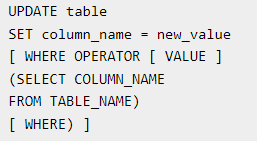 UPDATE table
SET column_name = new_value
[ WHERE OPERATOR [ VALUE ]
(SELECT COLUMN_NAME
FROM TABLE_NAME)
[ WHERE) ]